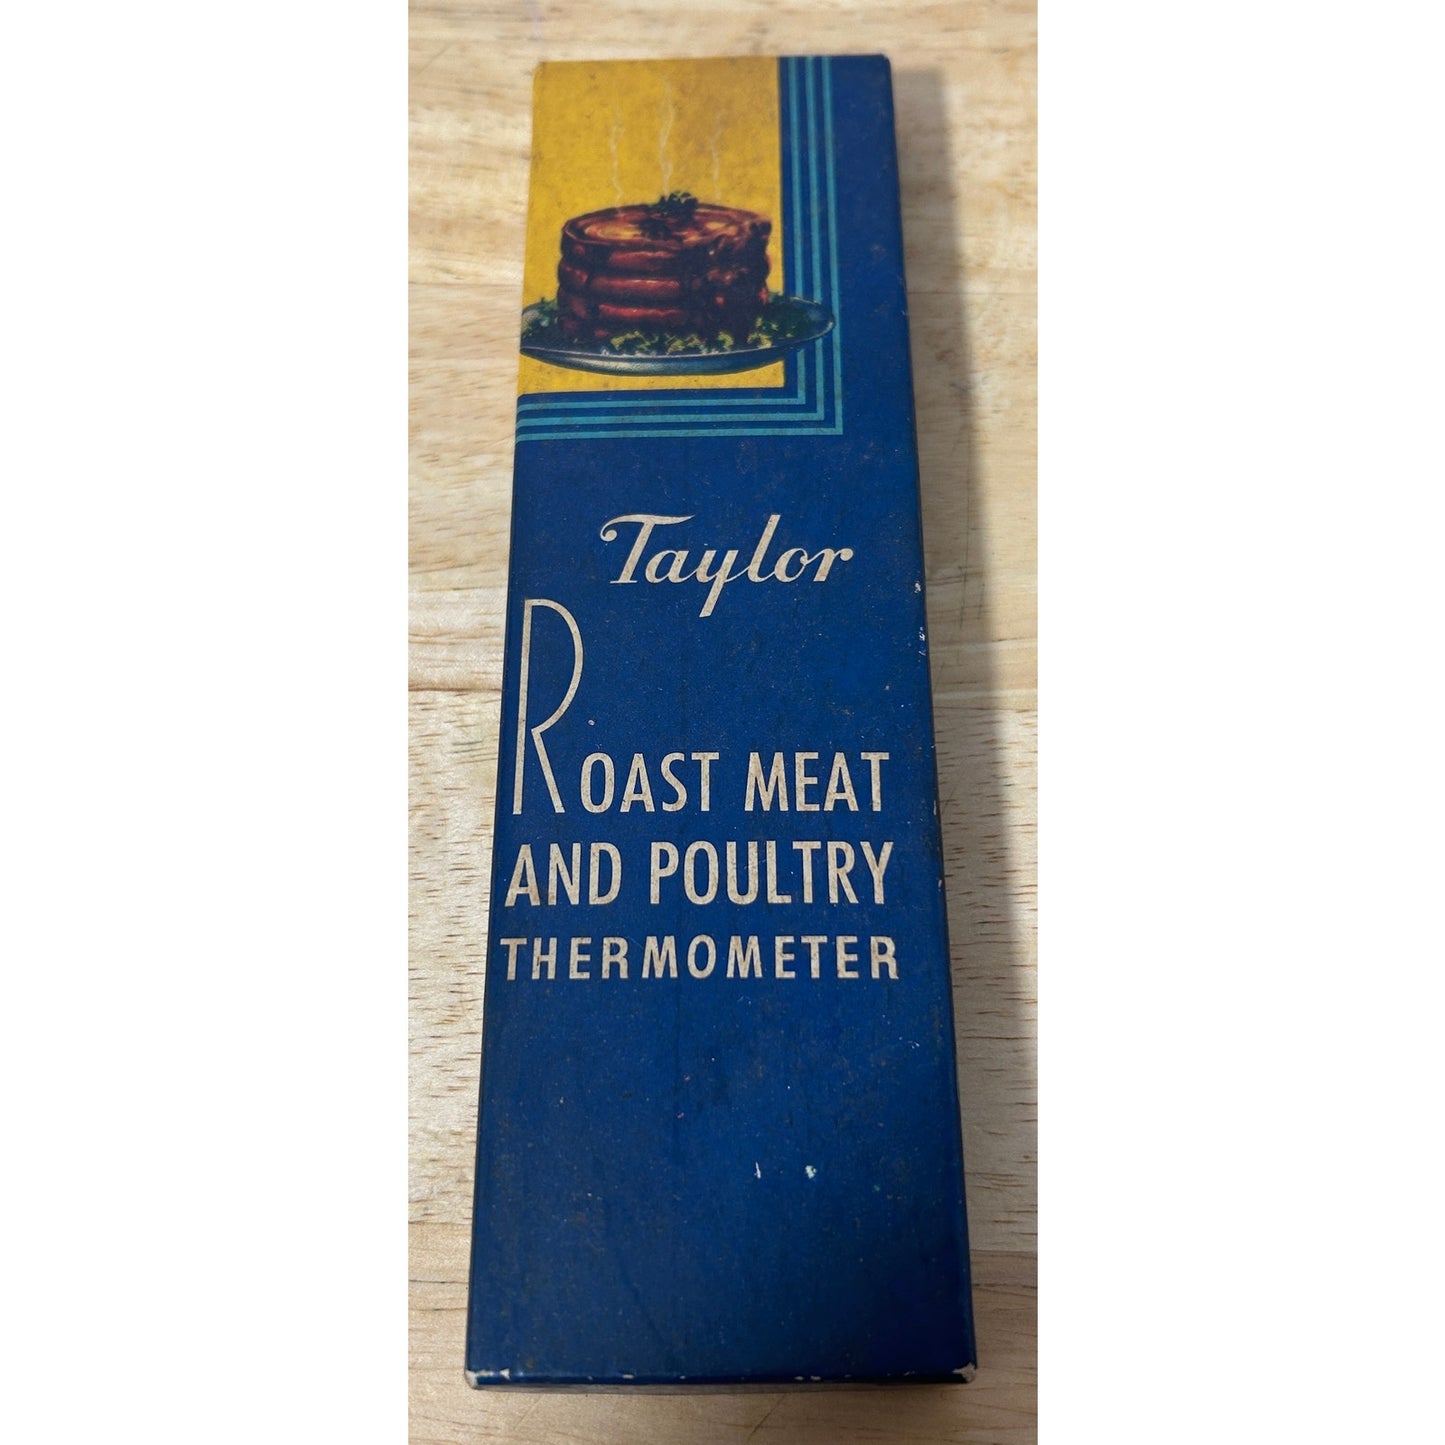 Taylor
ROAST MEAT
AND POULTRY
THERMOMETER